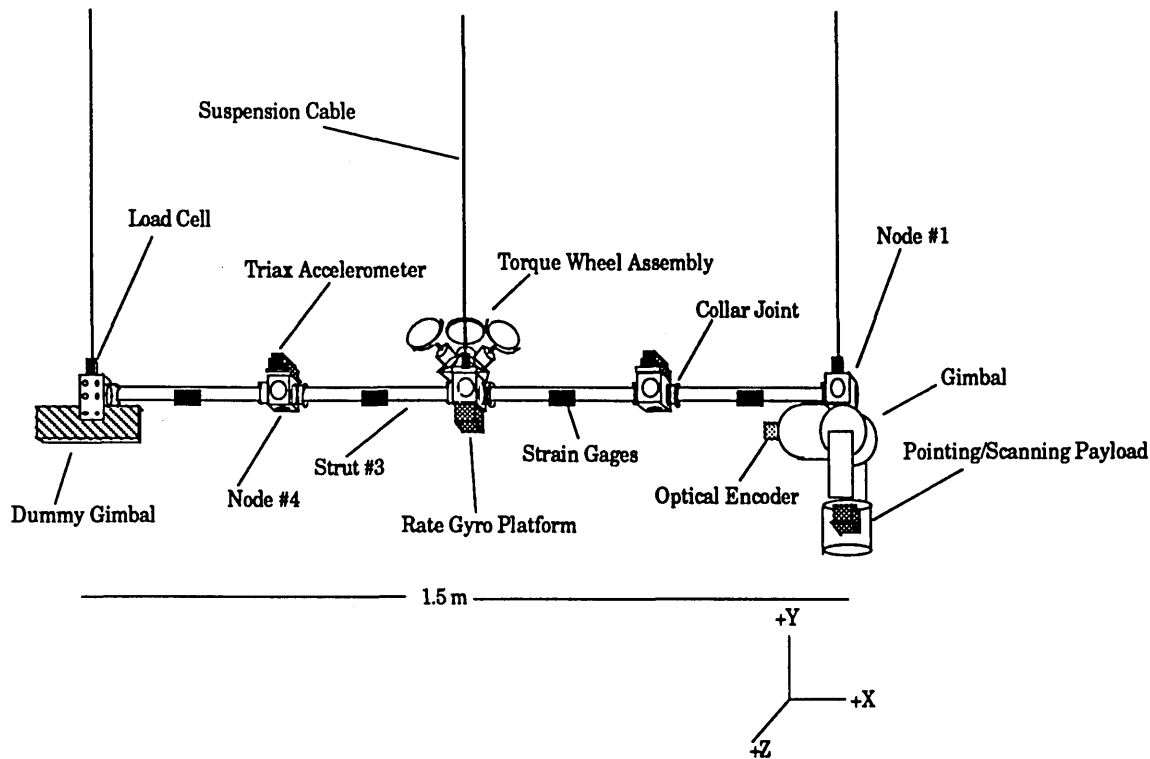 Suspension Cable
Load Cell
Triax Accelerometer
Torque Wheel Assembly
Node #1
Collar Joint
Gimbal
Strain Gages
Pointing/Scanning Payload
Strut #3
Optical Encoder
Node #4
Dummy Gimbal
Rate Gyro Platform
1.5 m
+Y
+X
+Z